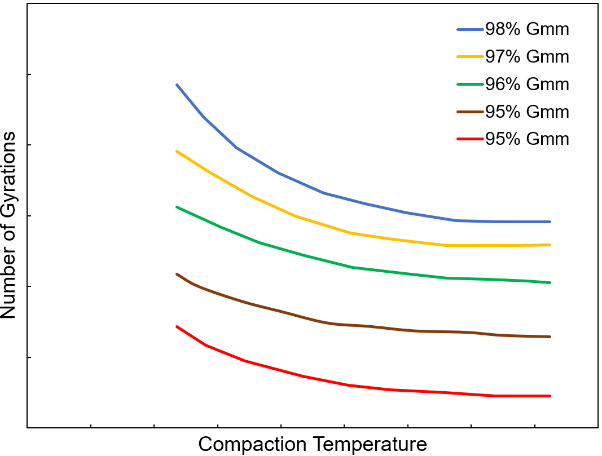 98% Gmm
97% Gmm
96% Gmm
95% Gmm
95% Gmm
Number of Gyrations
Compaction Temperature